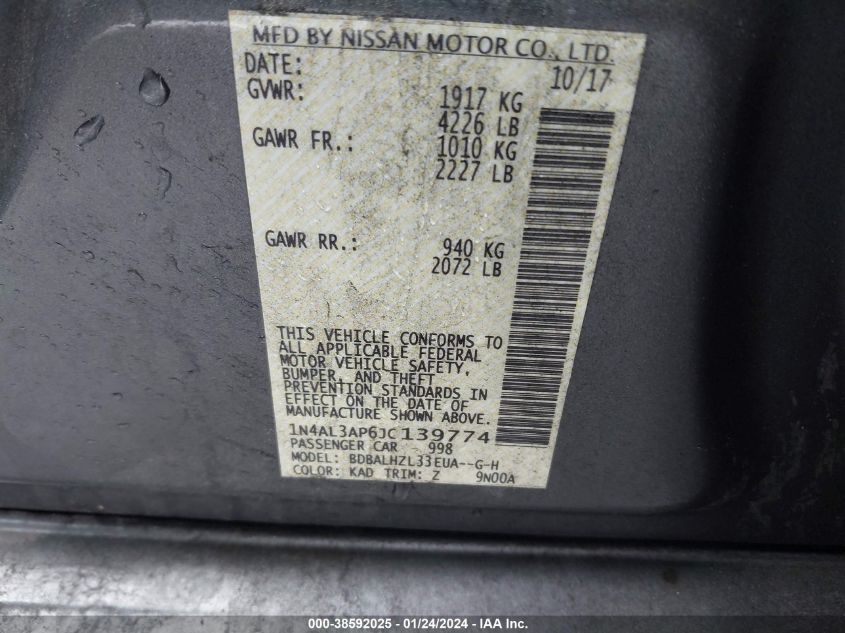 MFD BY NISSAN MOTOR CO., LTD.
DATE: 10/17
GVWR: 1917 KG
4226 LB
GAWR FR.: 1010 KG
2227 LB
GAWR RR.: 940 KG
2072 LB
THIS VEHICLE CONFORMS TO
ALL APPLICABLE FEDERAL
MOTOR VEHICLE SAFETY,
BUMPER, AND THEFT
PREVENTION STANDARDS IN
EFFECT ON THE DATE OF
MANUFACTURE SHOWN ABOVE.
1N4AL3AP6JC139774
PASSENGER CAR 998
MODEL: BDBALHZL33EUA--G-H
COLOR: KAD TRIM: Z 9N00A
000-38592025 - 01/24/2024 - IAA Inc.